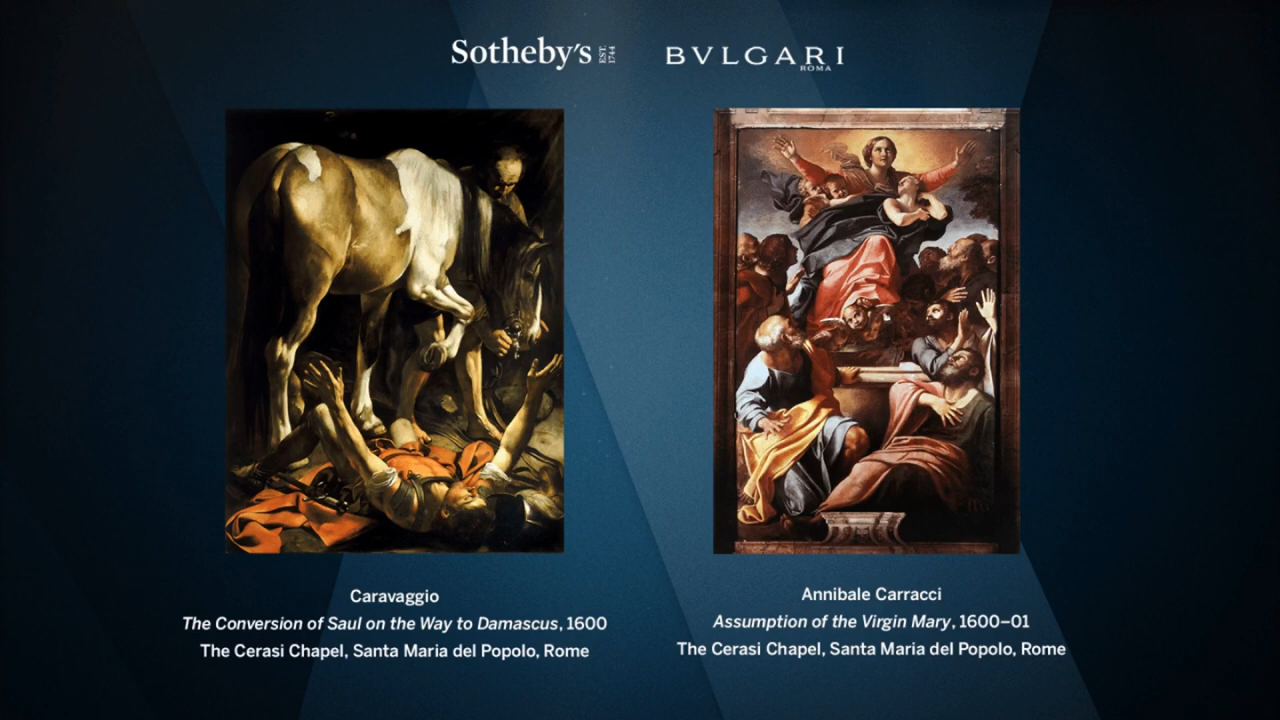 Sotheby's EST. 1744
BVLGARI
ROMA
Caravaggio
The Conversion of Saul on the Way to Damascus, 1600
The Cerasi Chapel, Santa Maria del Popolo, Rome
Annibale Carracci
Assumption of the Virgin Mary, 1600–01
The Cerasi Chapel, Santa Maria del Popolo, Rome